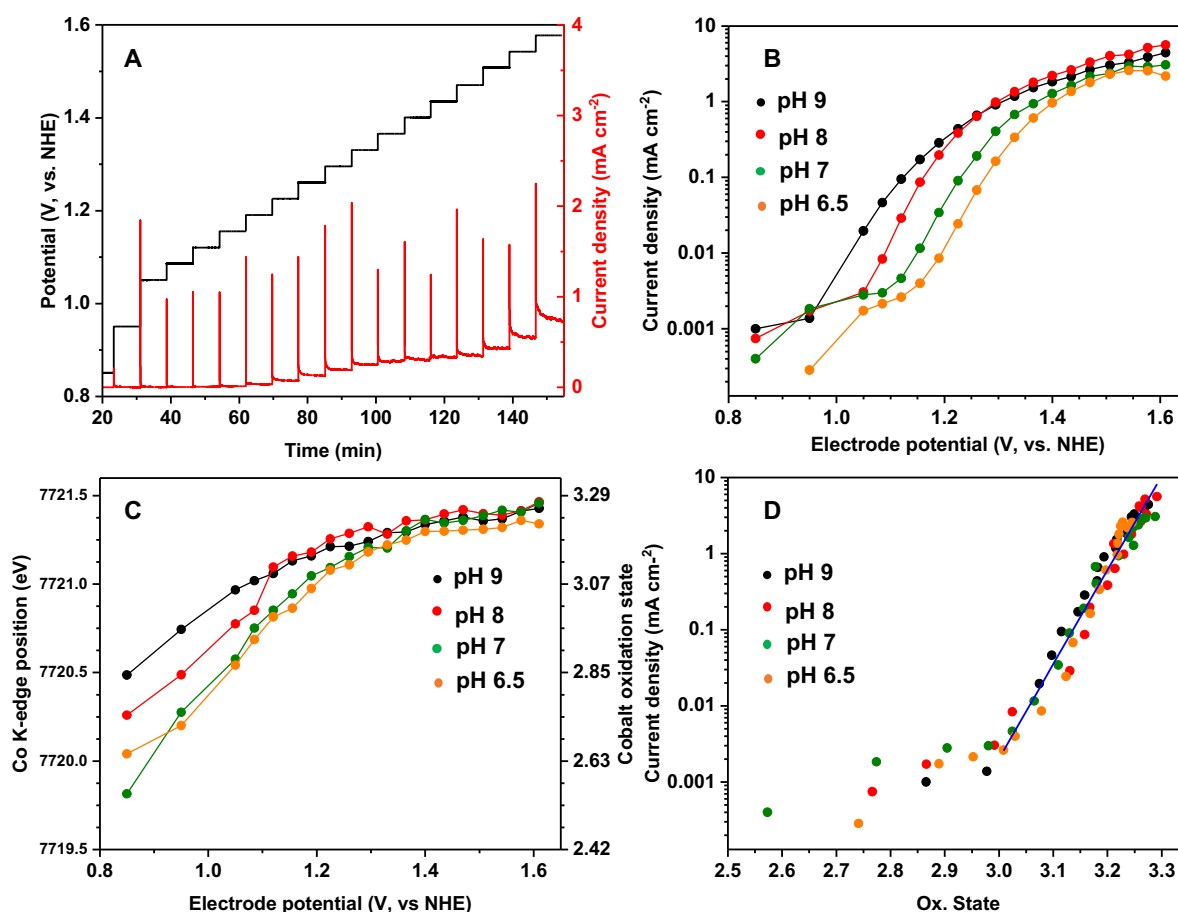 A
1.6
1.4
1.2
1.0
0.8
Potential (V, vs. NHE)
4
3
2
1
0
Current density (mA cm-2)
20 40 60 80 100 120 140
Time (min)
B
10
1
0.1
0.01
0.001
Current density (mA cm-2)
pH 9
pH 8
pH 7
pH 6.5
0.8 1.0 1.2 1.4 1.6
Electrode potential (V, vs. NHE)
C
7721.5
7721.0
7720.5
7720.0
7719.5
Co K-edge position (eV)
3.29
3.07
2.85
2.63
2.42
Cobalt oxidation state
pH 9
pH 8
pH 7
pH 6.5
0.8 1.0 1.2 1.4 1.6
Electrode potential (V, vs NHE)
D
10
1
0.1
0.01
0.001
Current density (mA cm-2)
pH 9
pH 8
pH 7
pH 6.5
2.5 2.6 2.7 2.8 2.9 3.0 3.1 3.2 3.3
Ox. State